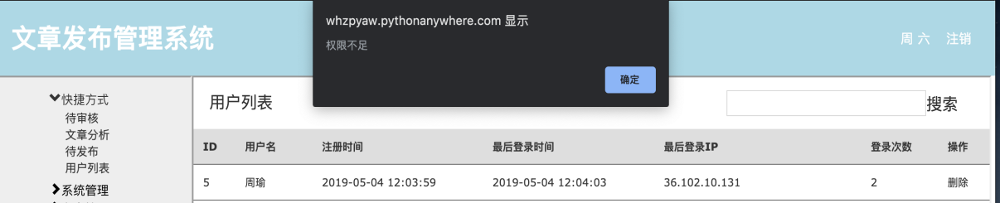 whzpyaw.pythonanywhere.com 显示
权限不足
确定
文章发布管理系统
周 六 注销
快捷方式
待审核
文章分析
待发布
用户列表
系统管理
用户列表
搜索
ID 用户名 注册时间 最后登录时间 最后登录IP 登录次数 操作
5 周瑜 2019-05-04 12:03:59 2019-05-04 12:04:03 36.102.10.131 2 删除